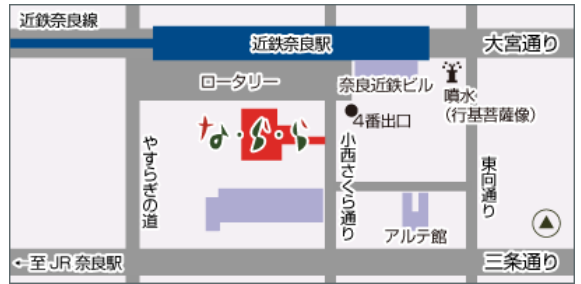 近鉄奈良線
近鉄奈良駅
大宮通り
ロータリー
奈良近鉄ビル
噴水
(行基菩薩像)
4番出口
な・ら・ら
やすらぎの道
小西さくら通り
東向通り
アルテ館
←至JR奈良駅
三条通り